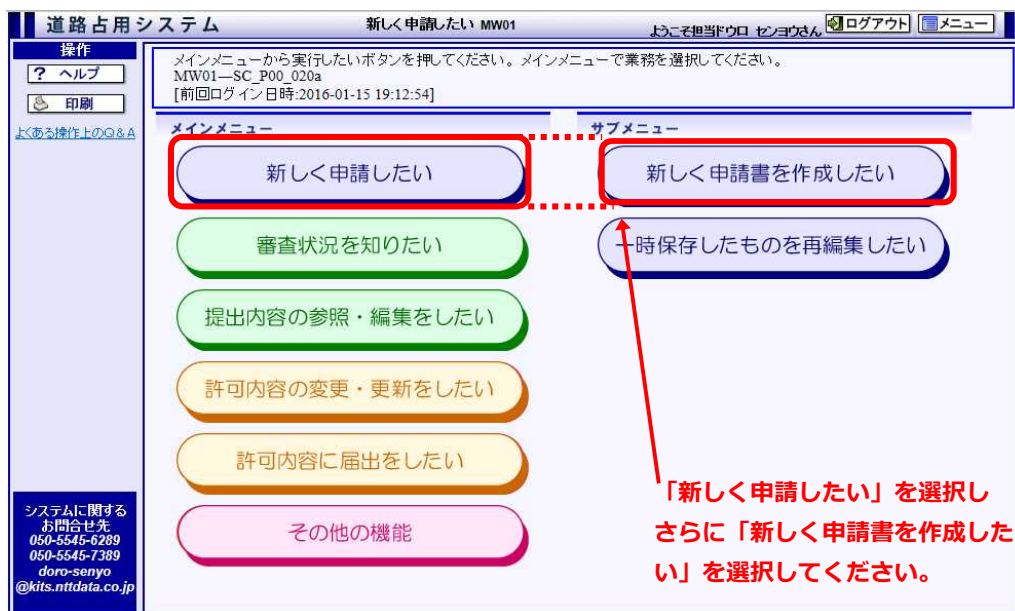 道路占用システム
新しく申請したい MW01
ようこそ担当ドウロ センヨウさん
ログアウト
メニュー
操作
? ヘルプ
印刷
よくある操作上のQ&A
メインメニューから実行したいボタンを押してください。メインメニューで業務を選択してください。
MW01―SC_P00_020a
[前回ログイン日時:2016-01-15 19:12:54]
メインメニュー
サブメニュー
新しく申請したい
新しく申請書を作成したい
審査状況を知りたい
一時保存したものを再編集したい
提出内容の参照・編集をしたい
許可内容の変更・更新をしたい
許可内容に届出をしたい
その他の機能
「新しく申請したい」を選択し
さらに「新しく申請書を作成した
い」を選択してください。
システムに関する
お問合せ先
050-5545-6289
050-5545-7389
doro-senyo
@kits.nttdata.co.jp